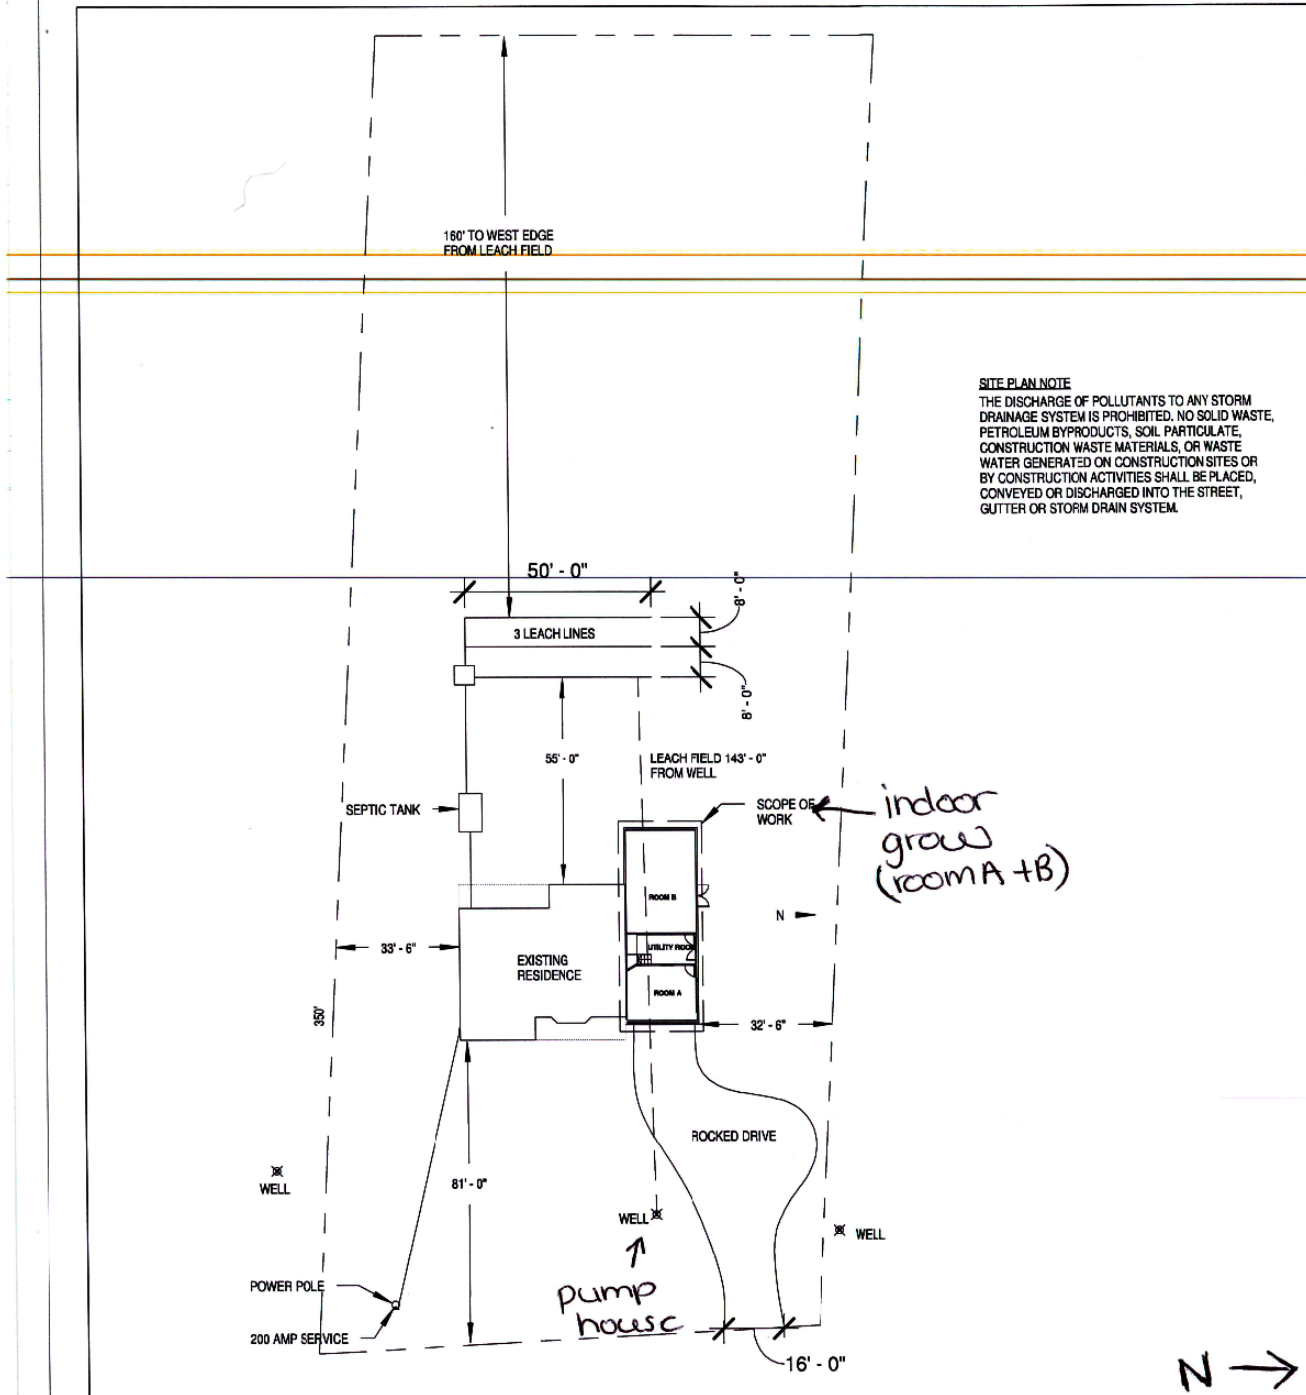 160' TO WEST EDGE
FROM LEACH FIELD
SITE PLAN NOTE
THE DISCHARGE OF POLLUTANTS TO ANY STORM
DRAINAGE SYSTEM IS PROHIBITED. NO SOLID WASTE,
PETROLEUM BYPRODUCTS, SOIL PARTICULATE,
CONSTRUCTION WASTE MATERIALS, OR WASTE
WATER GENERATED ON CONSTRUCTION SITES OR
BY CONSTRUCTION ACTIVITIES SHALL BE PLACED,
CONVEYED OR DISCHARGED INTO THE STREET,
GUTTER OR STORM DRAIN SYSTEM.
50' - 0"
8' - 0"
3 LEACH LINES
8' - 0"
55' - 0"
LEACH FIELD 143' - 0"
FROM WELL
SEPTIC TANK
SCOPE OF
WORK
indoor
grow
(room A + B)
ROOM B
N
33' - 6"
UTILITY ROOM
EXISTING
RESIDENCE
ROOM A
350'
32' - 6"
ROCKED DRIVE
WELL
81' - 0"
WELL
WELL
POWER POLE
pump
house
200 AMP SERVICE
16' - 0"
N